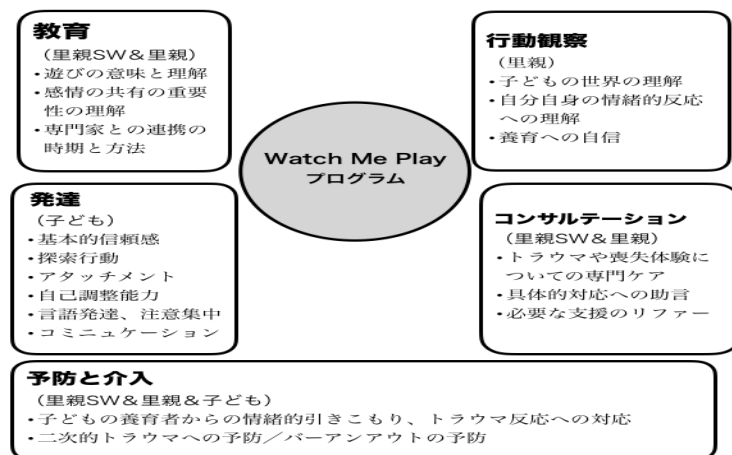 教育
(里親SW&里親)
・遊びの意味と理解
・感情の共有の重要
性の理解
・専門家との連携の
時期と方法
行動観察
(里親)
・子どもの世界の理解
・自分自身の情緒的反応
への理解
・養育への自信
Watch Me Play
プログラム
発達
(子ども)
・基本的信頼感
・探索行動
・アタッチメント
・自己調整能力
・言語発達、注意集中
・コミニュケーション
コンサルテーション
(里親SW&里親)
・トラウマや喪失体験に
ついての専門ケア
・具体的対応への助言
・必要な支援のリファー
予防と介入
(里親SW&里親&子ども)
・子どもの養育者からの情緒的引きこもり、トラウマ反応への対応
・二次的トラウマへの予防/バーアンアウトの予防